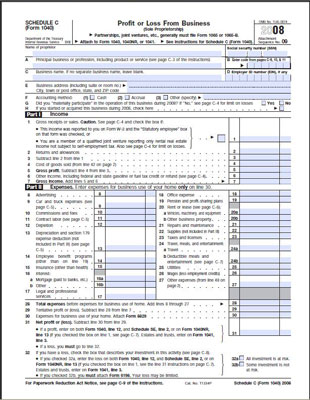 SCHEDULE C
(Form 1040)
Profit or Loss From Business
(Sole Proprietorship)
2008
Department of the Treasury
Internal Revenue Service
▶ Partnerships, joint ventures, etc., generally must file Form 1065 or 1065-B.
▶ Attach to Form 1040, 1040NR, or 1041. ▶ See Instructions for Schedule C (Form 1040).
Attachment
Sequence No. 09
Name of proprietor
Social security number (SSN)
A Principal business or profession, including product or service (see page C-3 of the instructions)
B Enter code from pages C-9, 10, & 11
C Business name. If no separate business name, leave blank.
D Employer ID number (EIN), if any
E Business address (including suite or room no.)
City, town or post office, state, and ZIP code
F Accounting method: (1) Cash (2) Accrual (3) Other (specify)
G Did you "materially participate" in the operation of this business during 2008? If "No," see page C-4 for limit on losses Yes No
H If you started or acquired this business during 2008, check here
Part I Income
1 Gross receipts or sales. Caution. See page C-4 and check the box if:
• This income was reported to you on Form W-2 and the "Statutory employee" box
on that form was checked, or
• You are a member of a qualified joint venture reporting only rental real estate
income not subject to self-employment tax. Also see page C-4 for limit on losses.
1
2 Returns and allowances 2
3 Subtract line 2 from line 1 3
4 Cost of goods sold (from line 42 on page 2) 4
5 Gross profit. Subtract line 4 from line 3 5
6 Other income, including federal and state gasoline or fuel tax credit or refund (see page C-4) 6
7 Gross income. Add lines 5 and 6 7
Part II Expenses. Enter expenses for business use of your home only on line 30.
8 Advertising 8
9 Car and truck expenses (see
page C-5) 9
10 Commissions and fees 10
11 Contract labor (see page C-5) 11
12 Depletion 12
13 Depreciation and section 179
expense deduction (not
included in Part III) (see page
C-5) 13
14 Employee benefit programs
(other than on line 19) 14
15 Insurance (other than health) 15
16 Interest:
a Mortgage (paid to banks, etc.) 16a
b Other 16b
17 Legal and professional
services 17
18 Office expense 18
19 Pension and profit-sharing plans 19
20 Rent or lease (see page C-6):
a Vehicles, machinery, and equipment 20a
b Other business property 20b
21 Repairs and maintenance 21
22 Supplies (not included in Part III) 22
23 Taxes and licenses 23
24 Travel, meals, and entertainment:
a Travel 24a
b Deductible meals and
entertainment (see page C-7) 24b
25 Utilities 25
26 Wages (less employment credits) 26
27 Other expenses (from line 48 on
page 2) 27
28 Total expenses before expenses for business use of home. Add lines 8 through 27 28
29 Tentative profit or (loss). Subtract line 28 from line 7 29
30 Expenses for business use of your home. Attach Form 8829 30
31 Net profit or (loss). Subtract line 30 from line 29.
• If a profit, enter on both Form 1040, line 12, and Schedule SE, line 2, or on Form 1040NR,
line 13 (if you checked the box on line 1, see page C-7). Estates and trusts, enter on Form 1041,
line 3.
• If a loss, you must go to line 32.
31
32 If you have a loss, check the box that describes your investment in this activity (see page C-8).
• If you checked 32a, enter the loss on both Form 1040, line 12, and Schedule SE, line 2, or on
Form 1040NR, line 13 (if you checked the box on line 1, see the line 31 instructions on page C-7).
Estates and trusts, enter on Form 1041, line 3.
• If you checked 32b, you must attach Form 6198. Your loss may be limited.
32a All investment is at risk.
32b Some investment is not
at risk.
For Paperwork Reduction Act Notice, see page C-9 of the instructions.
Cat. No. 11334P
Schedule C (Form 1040) 2008